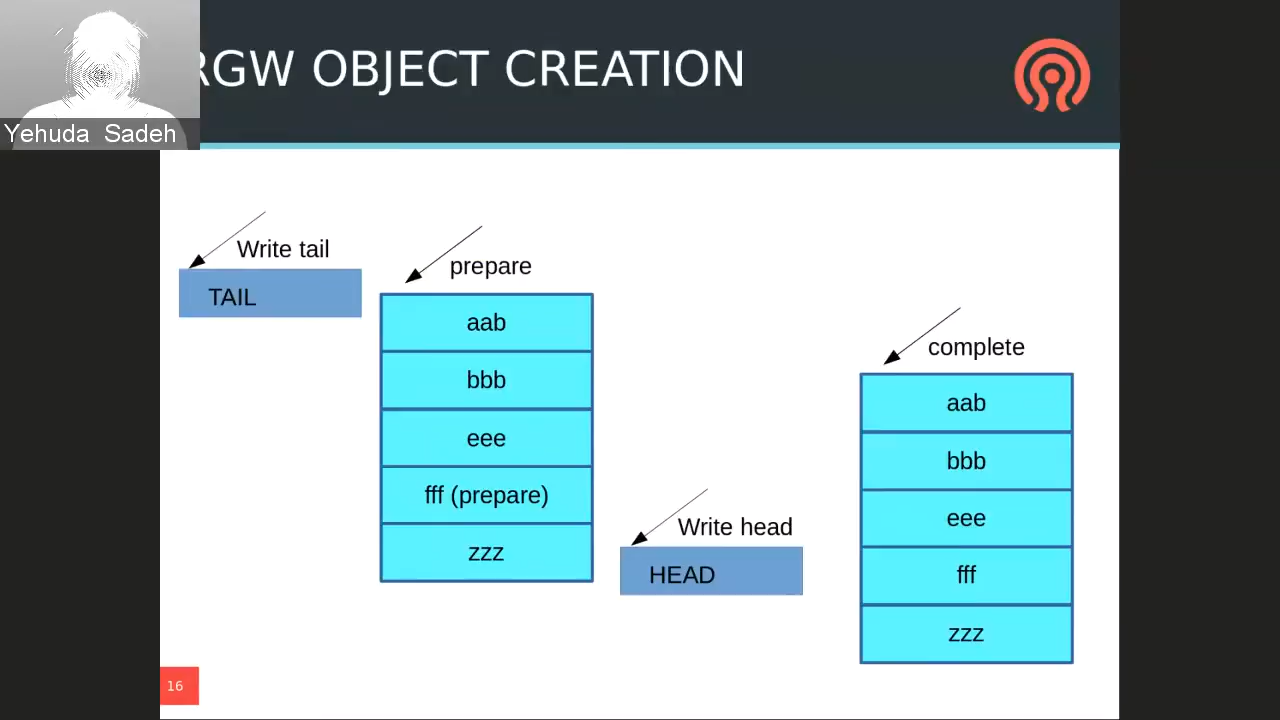 RGW OBJECT CREATION
Yehuda Sadeh
Write tail
TAIL
prepare
aab
bbb
eee
fff (prepare)
zzz
Write head
HEAD
complete
aab
bbb
eee
fff
zzz
16